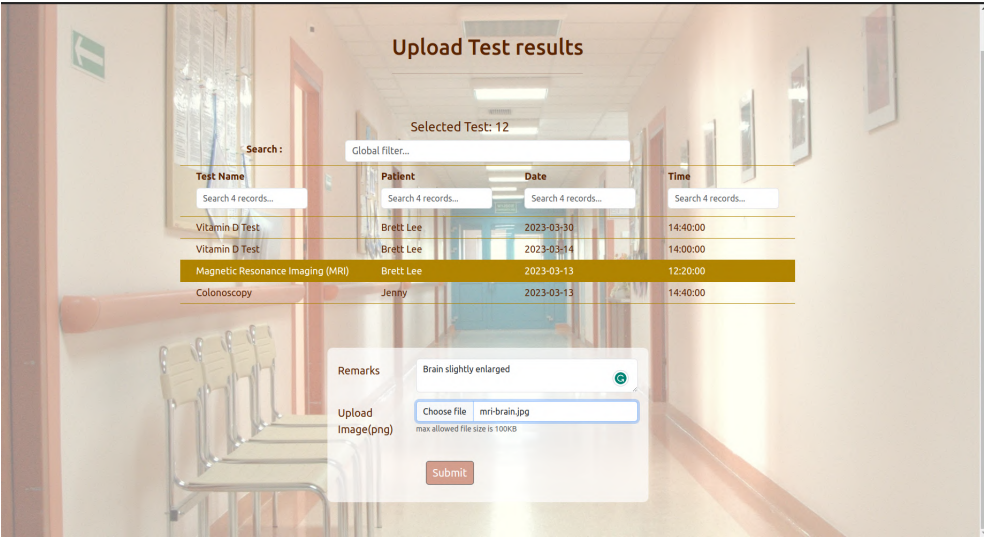 Upload Test results
Selected Test: 12
Search : Global filter...
Test Name Patient Date Time
Search 4 records... Search 4 records... Search 4 records... Search 4 records...
Vitamin D Test Brett Lee 2023-03-30 14:40:00
Vitamin D Test Brett Lee 2023-03-14 14:00:00
Magnetic Resonance Imaging (MRI) Brett Lee 2023-03-13 12:20:00
Colonoscopy Jenny 2023-03-13 14:40:00
Remarks Brain slightly enlarged
Upload Choose file mri-brain.jpg
Image(png) max allowed file size is 100KB
Submit